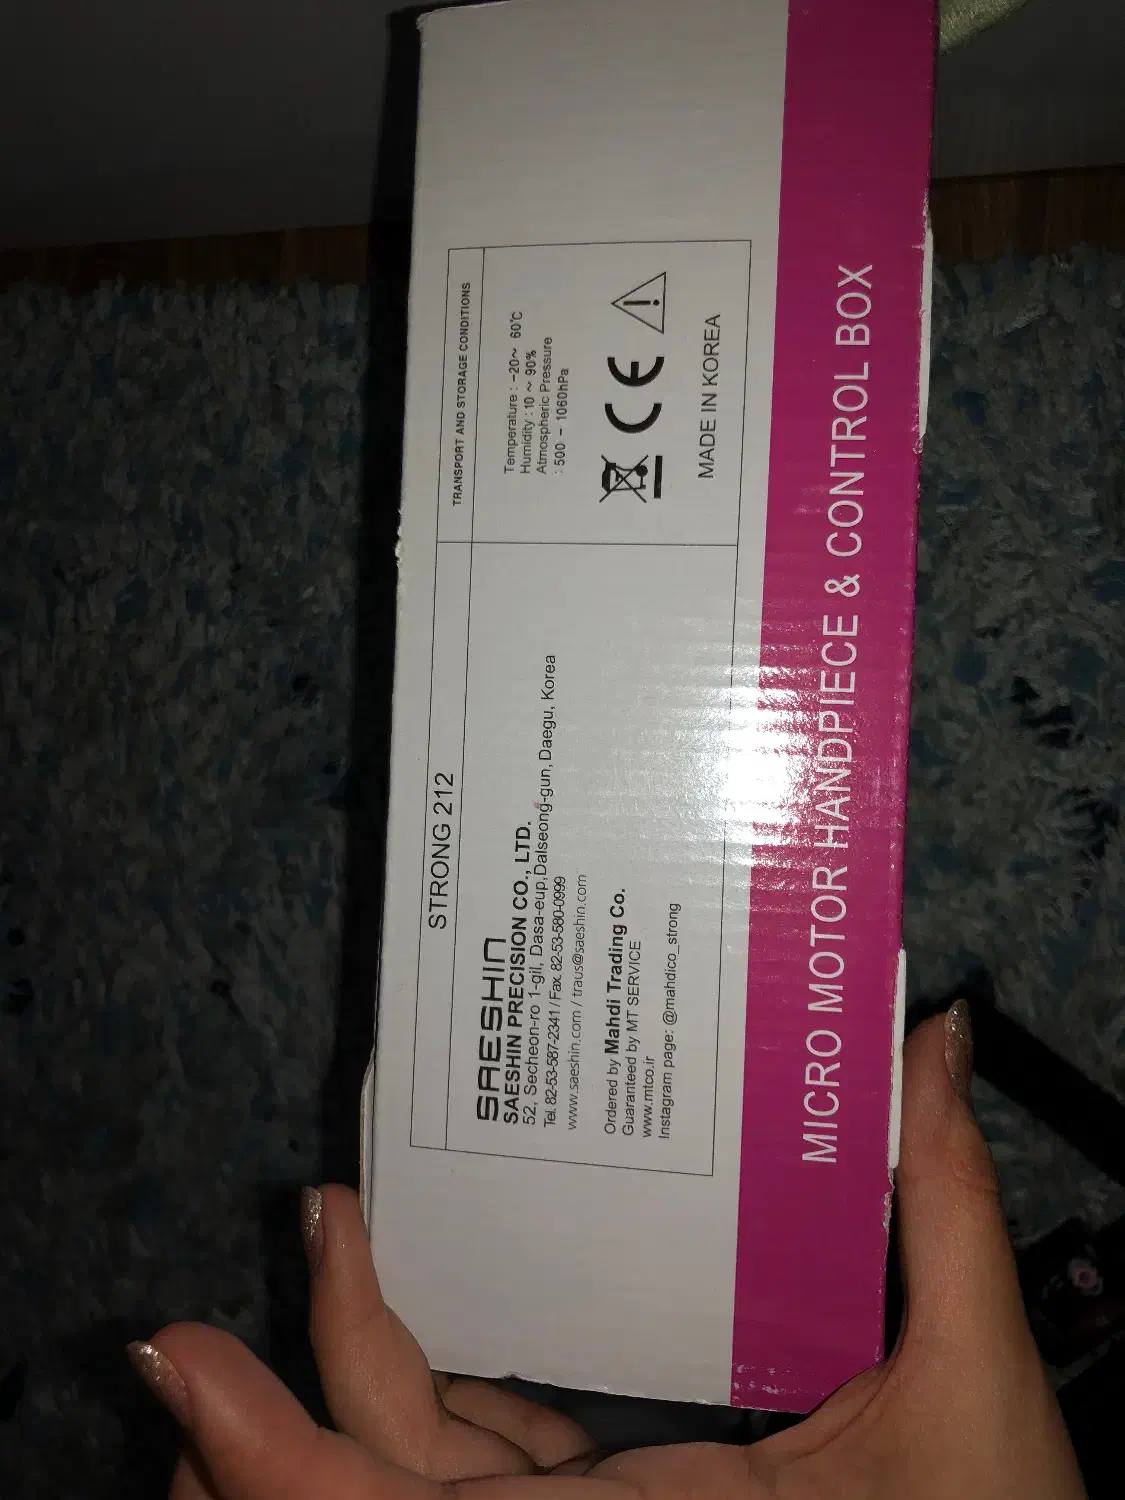 STRONG 212
SAESHIN
SAESHIN PRECISION CO., LTD.
52, Secheon-ro 1-gil, Dasa-eup, Dalseong-gun, Daegu, Korea
Tel. 82-53-587-2341 / Fax. 82-53-580-0999
www.saeshin.com / traus@saeshin.com
Ordered by Mahdi Trading Co.
Guaranteed by MT SERVICE
www.mtco.ir
Instagram page: @mahdico_strong
TRANSPORT AND STORAGE CONDITIONS
Temperature : -20~ 60℃
Humidity : 10 ~ 90%
Atmospheric Pressure
: 500 - 1060hPa
CE
MADE IN KOREA
MICRO MOTOR HANDPIECE & CONTROL BOX